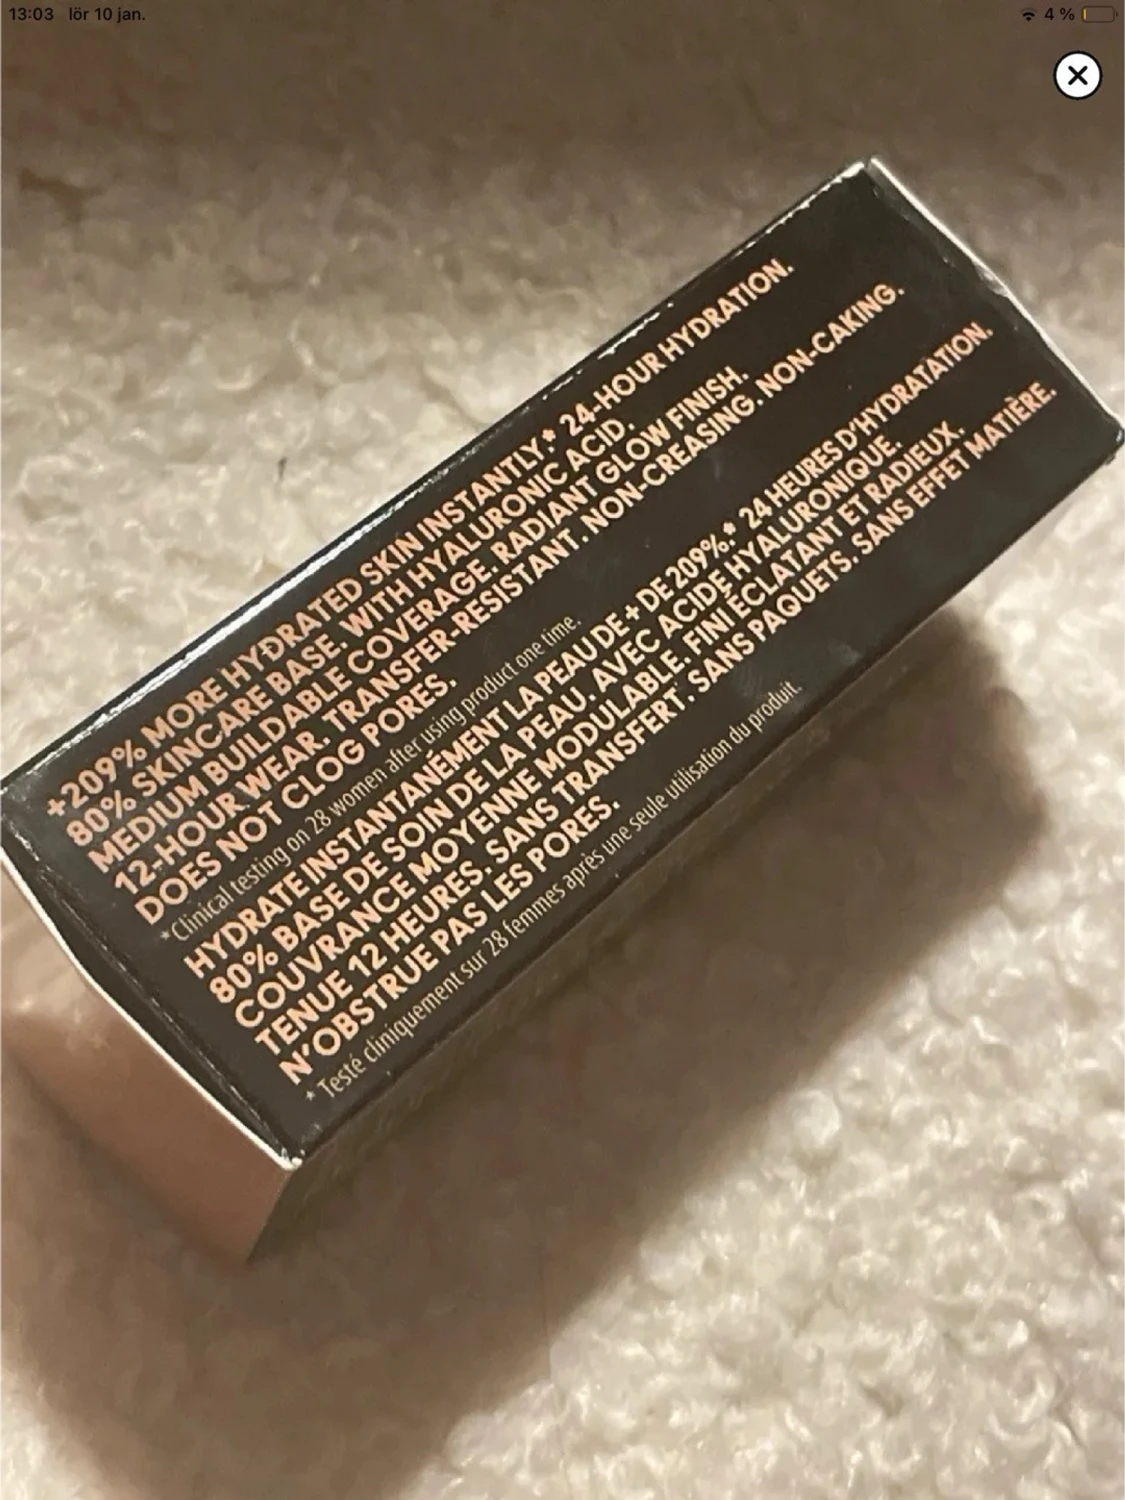 13:03 lör 10 jan.
4 %
+209% MORE HYDRATED SKIN INSTANTLY.* 24-HOUR HYDRATION.
80% SKINCARE BASE. WITH HYALURONIC ACID.
MEDIUM BUILDABLE COVERAGE. RADIANT GLOW FINISH.
12-HOUR WEAR. TRANSFER-RESISTANT. NON-CREASING. NON-CAKING.
DOES NOT CLOG PORES.
*Clinical testing on 28 women after using product one time.
HYDRATE INSTANTANÉMENT LA PEAU DE + DE 209%.* 24 HEURES D'HYDRATATION.
80% BASE DE SOIN DE LA PEAU. AVEC ACIDE HYALURONIQUE.
COUVRANCE MOYENNE MODULABLE. FINI ÉCLATANT ET RADIEUX.
TENUE 12 HEURES. SANS TRANSFERT. SANS PAQUETS. SANS EFFET MATIÈRE.
N'OBSTRUE PAS LES PORES.
* Testé cliniquement sur 28 femmes après une seule utilisation du produit.